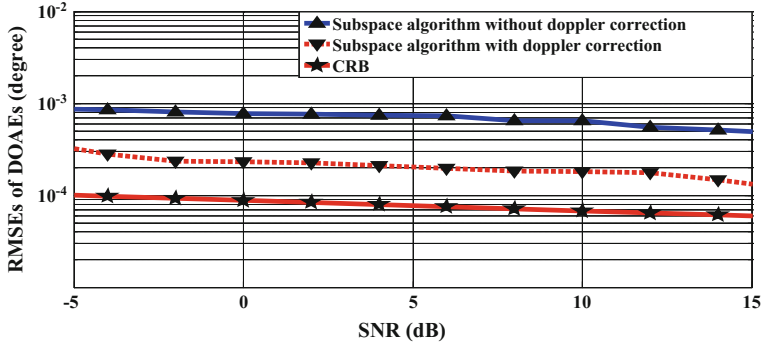 Subspace algorithm without doppler correction
Subspace algorithm with doppler correction
CRB
RMSEs of DOAEs (degree)
10^-2
10^-3
10^-4
-5 0 5 10 15
SNR (dB)